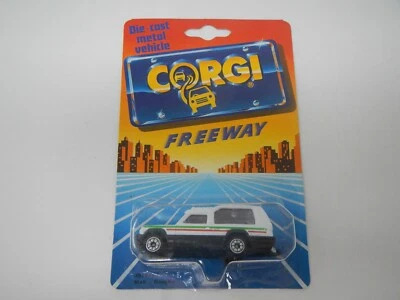 Die cast
metal
vehicle
CORGI
®
FREEWAY